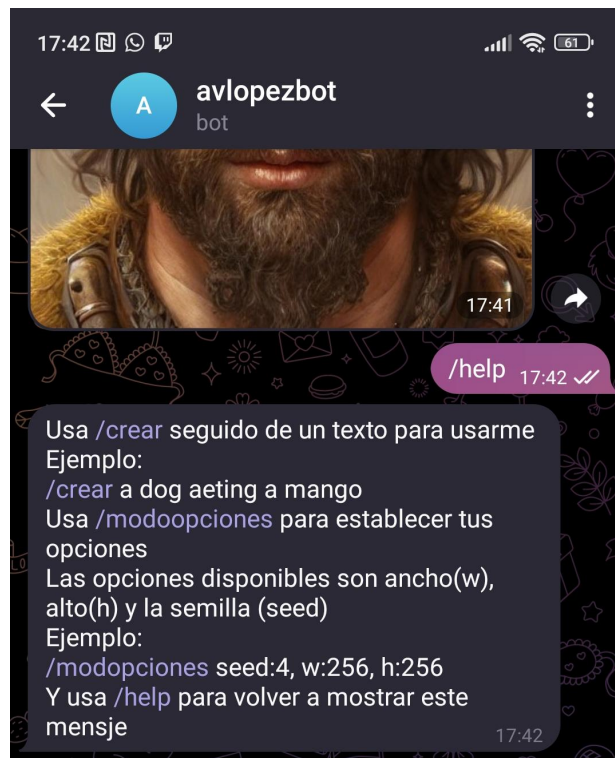 17:42
61
A
avlopezbot
bot
17:41
/help 17:42
Usa /crear seguido de un texto para usarme
Ejemplo:
/crear a dog aeting a mango
Usa /modoopciones para establecer tus
opciones
Las opciones disponibles son ancho(w),
alto(h) y la semilla (seed)
Ejemplo:
/modopciones seed:4, w:256, h:256
Y usa /help para volver a mostrar este
mensje
17:42